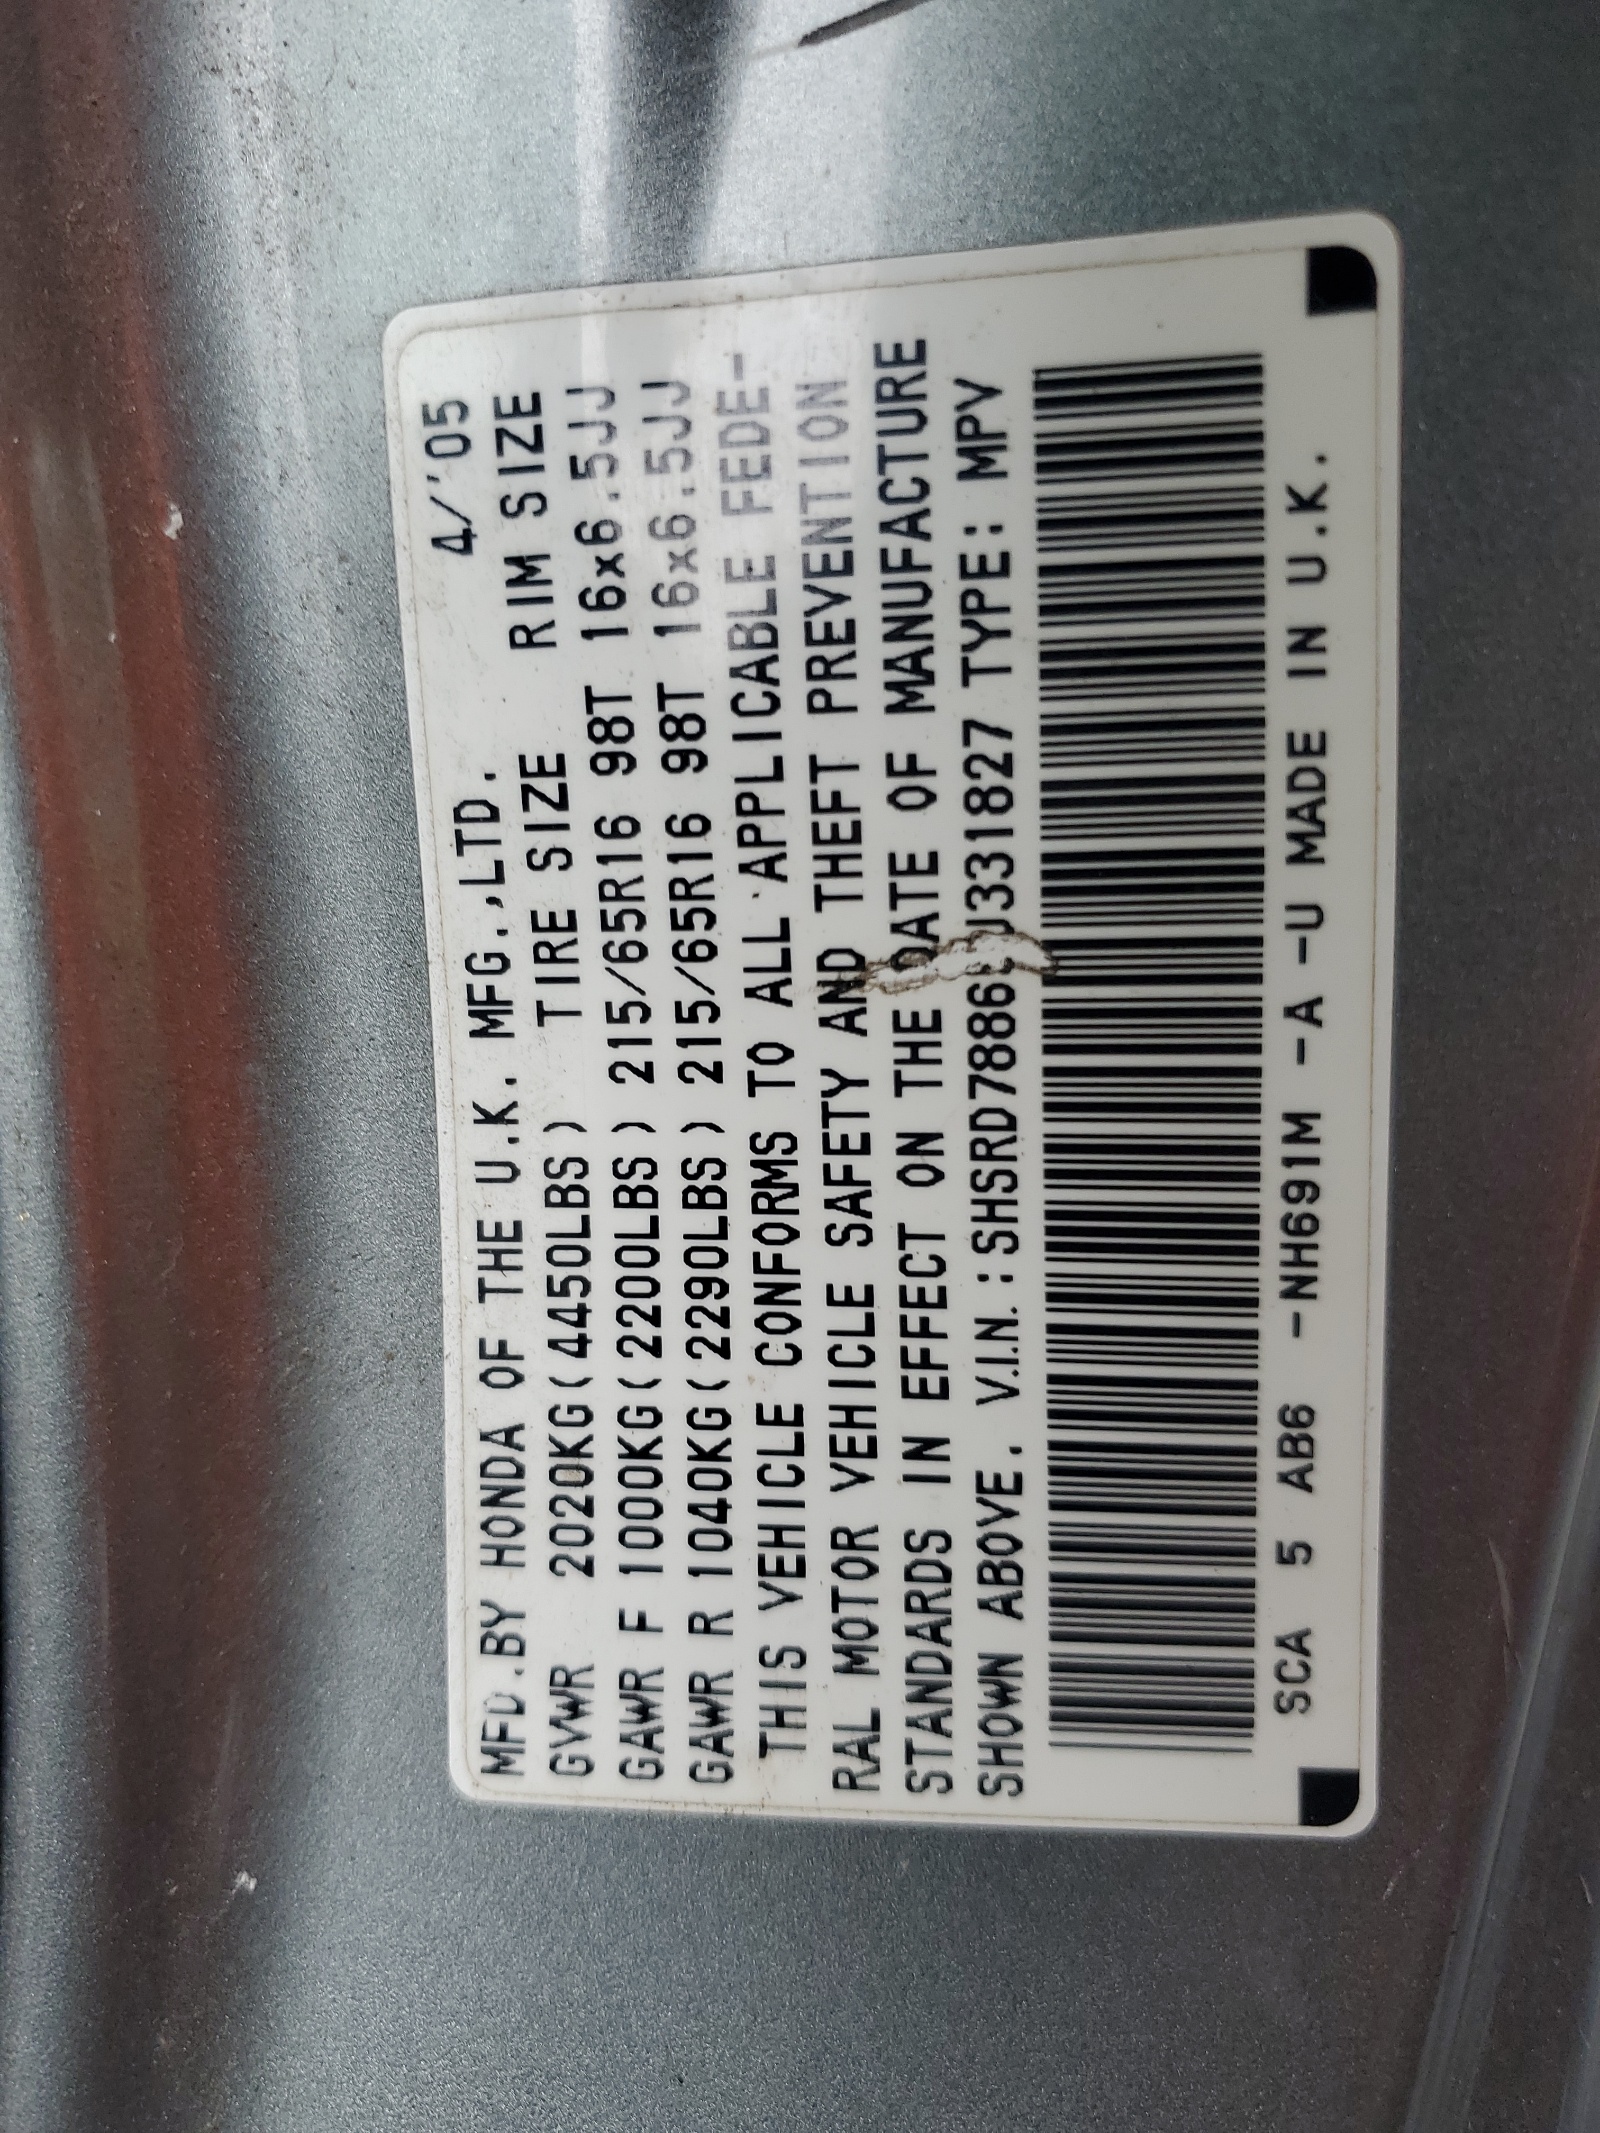 MFD.BY HONDA OF THE U.K. MFG.,LTD. 4/'05
GVWR 2020KG(4450LBS) TIRE SIZE RIM SIZE
GAWR F 1000KG(2200LBS) 215/65R16 98T 16x6.5JJ
GAWR R 1040KG(2290LBS) 215/65R16 98T 16x6.5JJ
THIS VEHICLE CONFORMS TO ALL APPLICABLE FEDE-
RAL MOTOR VEHICLE SAFETY AND THEFT PREVENTION
STANDARDS IN EFFECT ON THE DATE OF MANUFACTURE
SHOWN ABOVE. V.I.N.: TYPE: MPV
SCA 5 AB6 -NH691M -A -U MADE IN U.K.